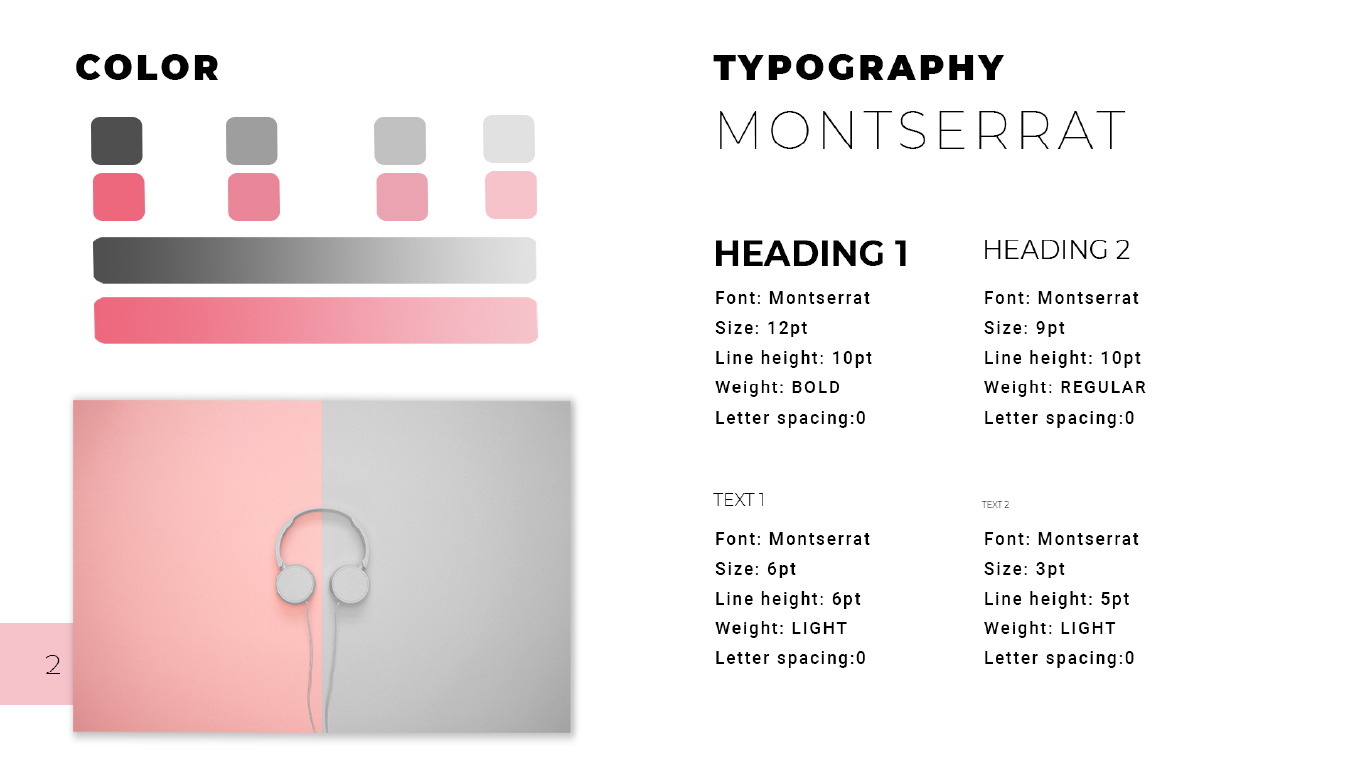 COLOR
TYPOGRAPHY
MONTSERRAT
HEADING 1
Font: Montserrat
Size: 12pt
Line height: 10pt
Weight: BOLD
Letter spacing:0
HEADING 2
Font: Montserrat
Size: 9pt
Line height: 10pt
Weight: REGULAR
Letter spacing:0
TEXT 1
Font: Montserrat
Size: 6pt
Line height: 6pt
Weight: LIGHT
Letter spacing:0
TEXT 2
Font: Montserrat
Size: 3pt
Line height: 5pt
Weight: LIGHT
Letter spacing:0
2